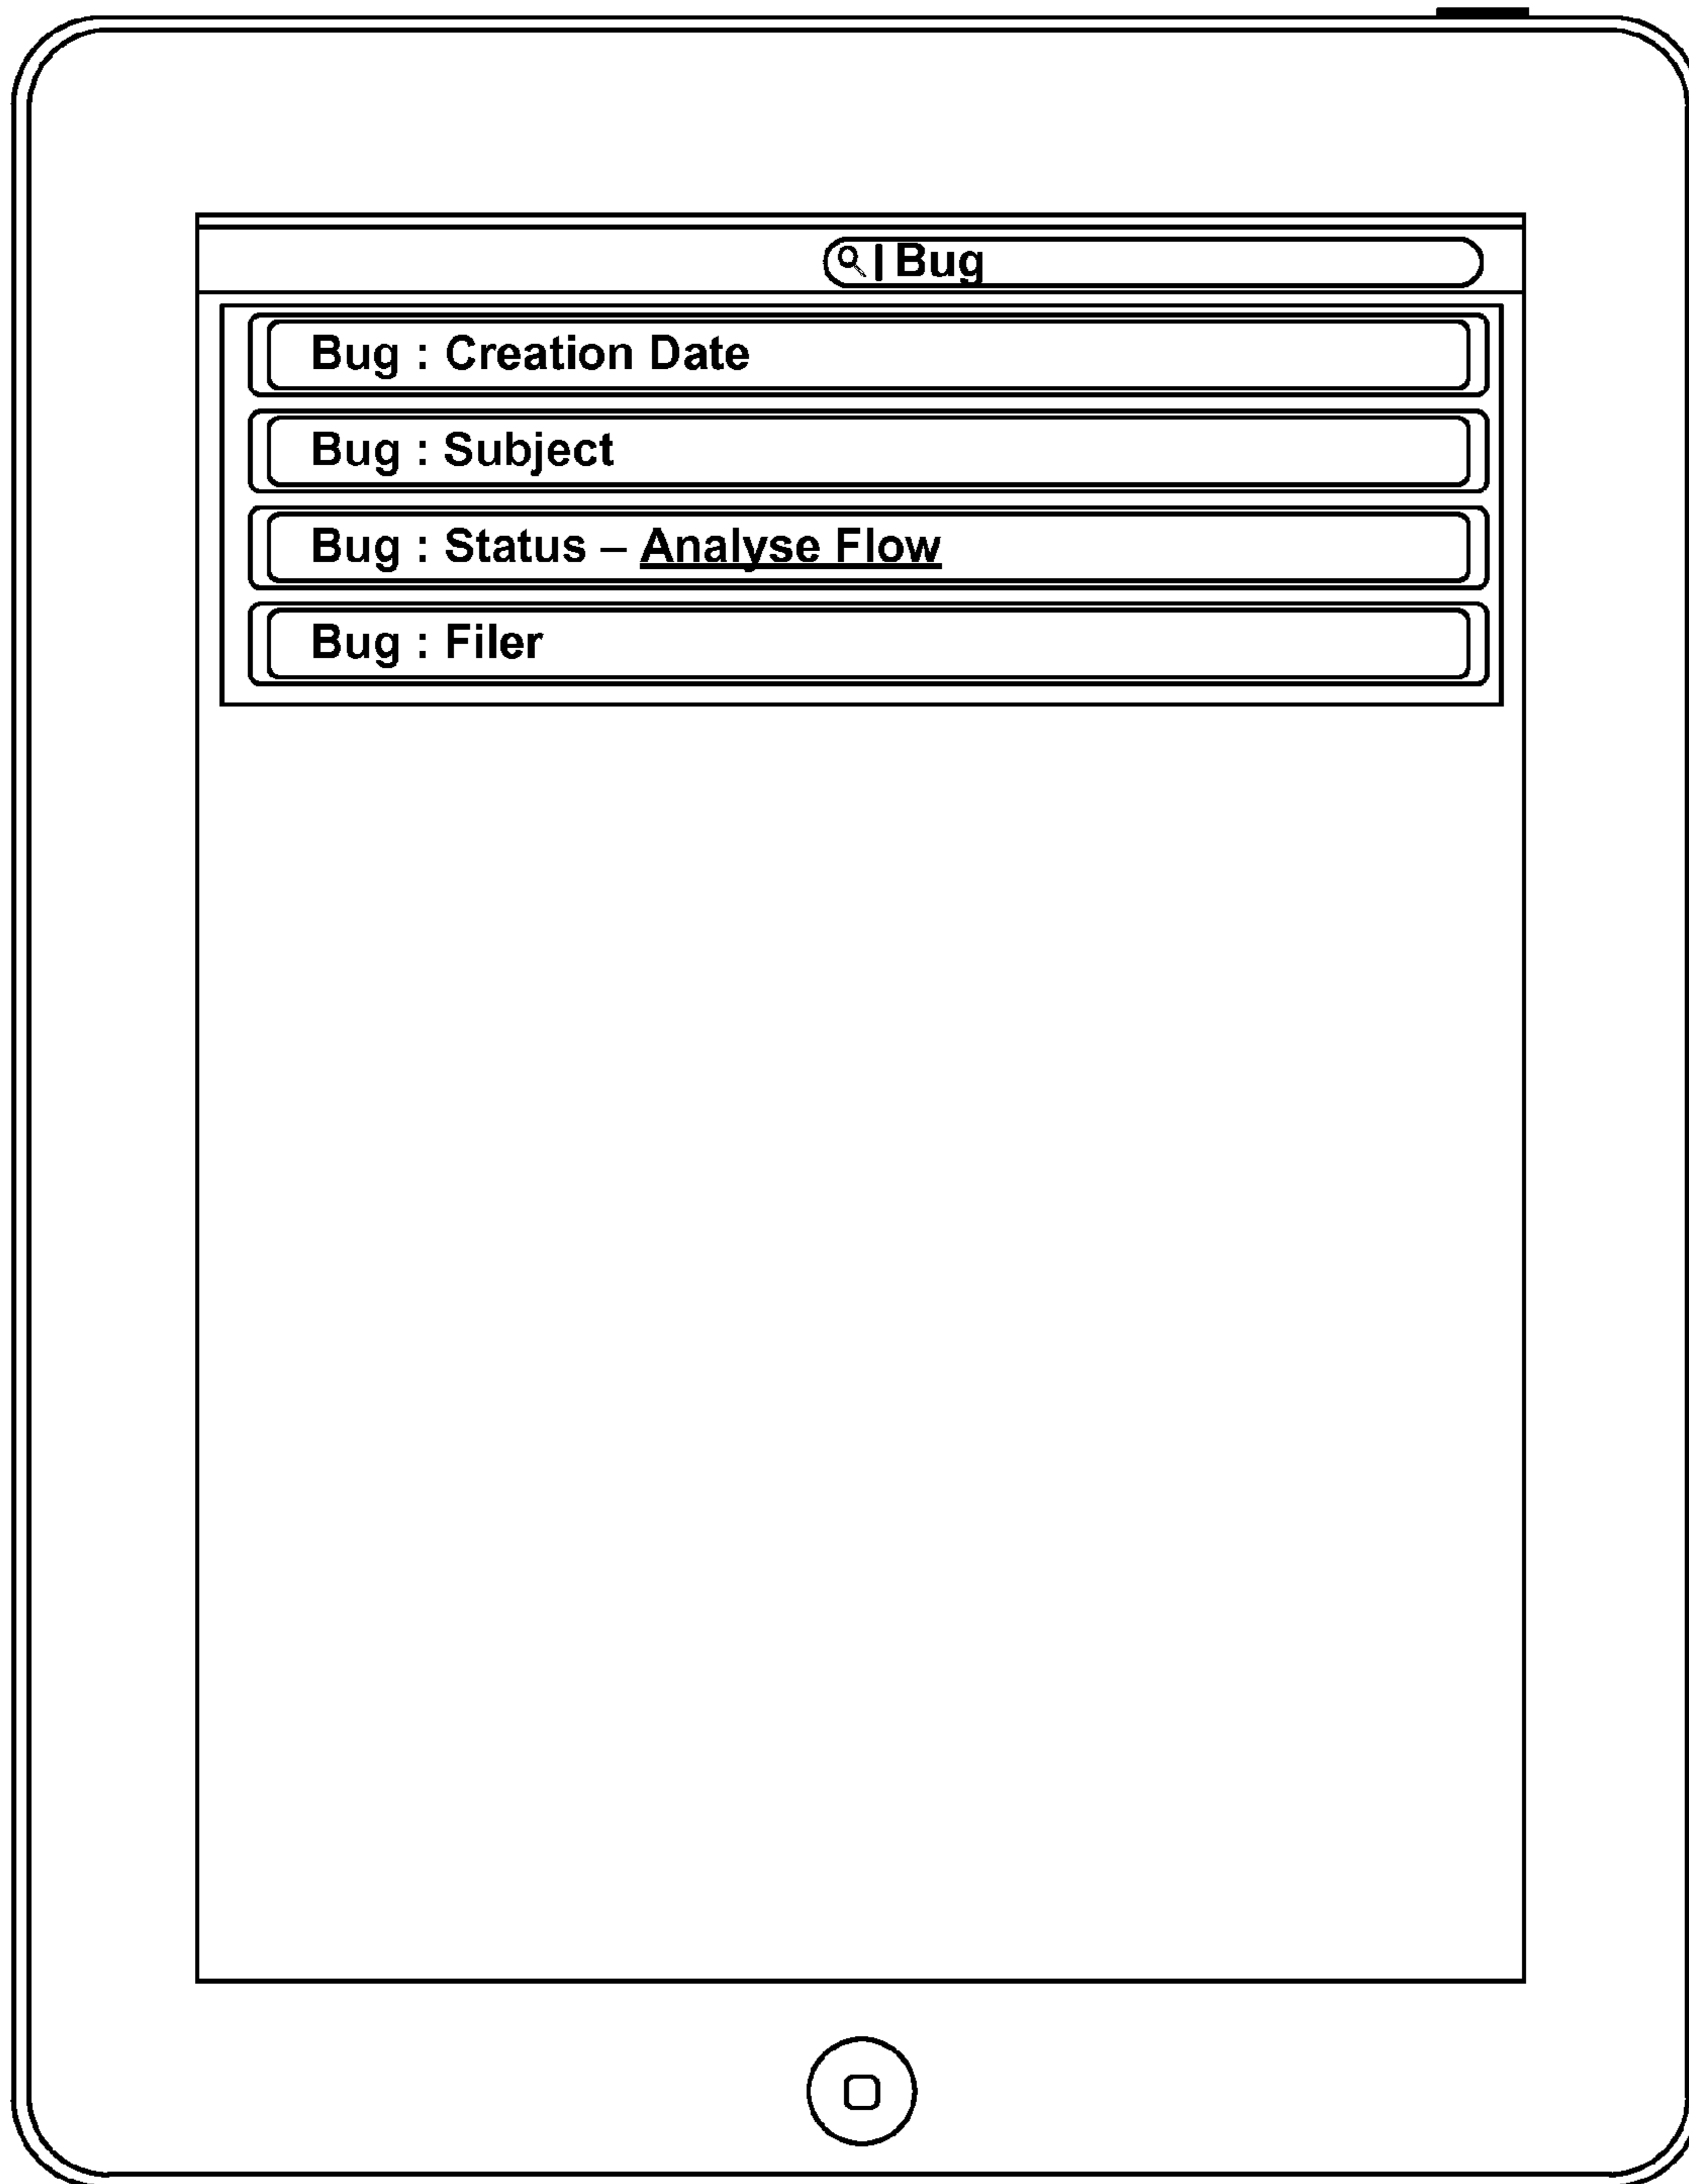 | Bug
Bug : Creation Date
Bug : Subject
Bug : Status – Analyse Flow
Bug : Filer